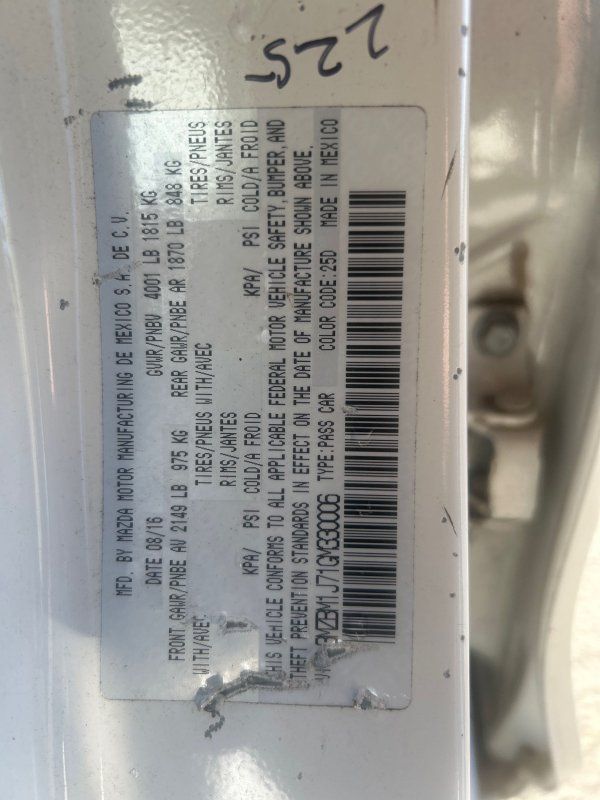 225
MFD. BY MAZDA MOTOR MANUFACTURING DE MEXICO S.A. DE C.V.
DATE 08/16 GVWR/PNBV 4001 LB 1815 KG
FRONT GAWR/PNBE AV 2149 LB 975 KG REAR GAWR/PNBE AR 1870 LB 848 KG
WITH/AVEC TIRES/PNEUS WITH/AVEC TIRES/PNEUS
RIMS/JANTES RIMS/JANTES
KPA/ PSI COLD/A FROID KPA/ PSI COLD/A FROID
THIS VEHICLE CONFORMS TO ALL APPLICABLE FEDERAL MOTOR VEHICLE SAFETY, BUMPER, AND
THEFT PREVENTION STANDARDS IN EFFECT ON THE DATE OF MANUFACTURE SHOWN ABOVE.
MZBM1J71GM330006 TYPE:PASS CAR COLOR CODE:25D MADE IN MEXICO